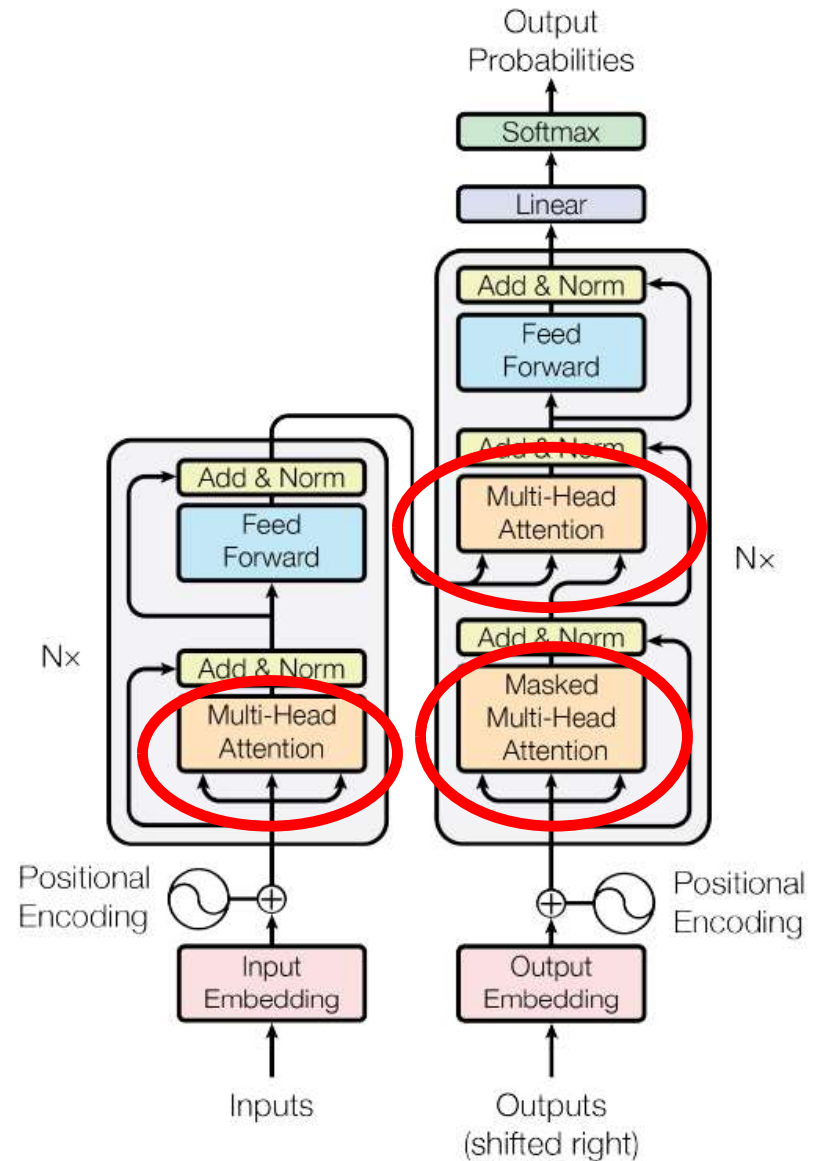 Output
Probabilities
Softmax
Linear
Add & Norm
Feed
Forward
Add & Norm
Multi-Head
Attention
Add & Norm
Masked
Multi-Head
Attention
Nx
Add & Norm
Feed
Forward
Add & Norm
Multi-Head
Attention
Nx
Positional
Encoding
Positional
Encoding
Input
Embedding
Output
Embedding
Inputs
Outputs
(shifted right)